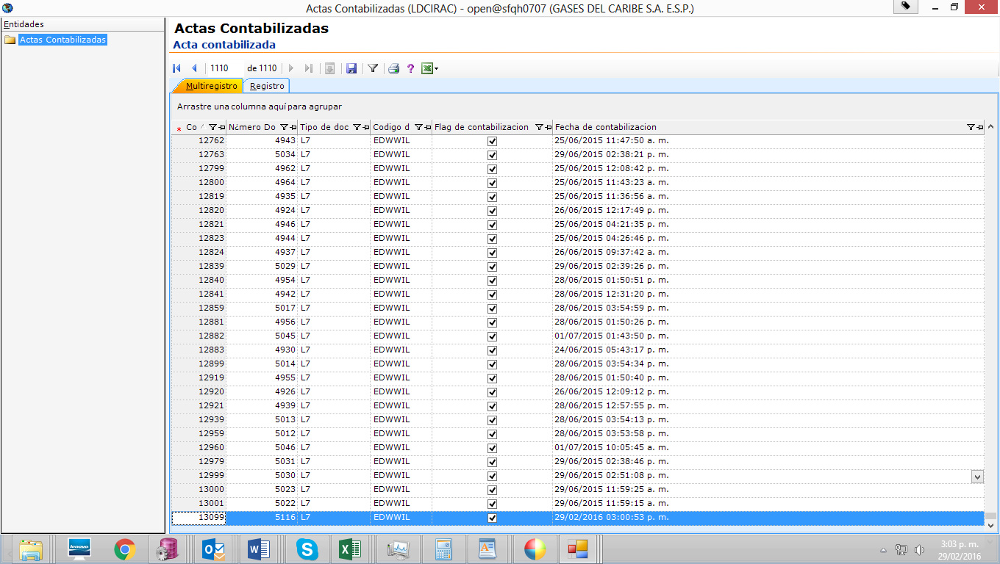 Actas Contabilizadas (LDCIRAC) - open@sfqh0707 (GASES DEL CARIBE S.A. E.S.P.)
Entidades
Actas Contabilizadas
Actas Contabilizadas
Acta contabilizada
1110 de 1110
Multiregistro Registro
Arrastre una columna aquí para agrupar
* Co Número Do Tipo de doc Codigo d Flag de contabilizacion Fecha de contabilizacion
12762 4943 L7 EDWWIL 25/06/2015 11:47:50 a. m.
12763 5034 L7 EDWWIL 29/06/2015 02:38:21 p. m.
12799 4962 L7 EDWWIL 25/06/2015 12:08:42 p. m.
12800 4964 L7 EDWWIL 25/06/2015 11:43:23 a. m.
12819 4935 L7 EDWWIL 25/06/2015 11:36:56 a. m.
12820 4924 L7 EDWWIL 26/06/2015 12:17:49 p. m.
12821 4946 L7 EDWWIL 25/06/2015 04:21:35 p. m.
12823 4944 L7 EDWWIL 25/06/2015 04:26:46 p. m.
12824 4937 L7 EDWWIL 26/06/2015 09:37:42 a. m.
12839 5029 L7 EDWWIL 29/06/2015 02:39:26 p. m.
12840 4954 L7 EDWWIL 28/06/2015 01:50:51 p. m.
12841 4942 L7 EDWWIL 28/06/2015 12:31:20 p. m.
12859 5017 L7 EDWWIL 28/06/2015 03:54:59 p. m.
12881 4956 L7 EDWWIL 28/06/2015 01:50:26 p. m.
12882 5045 L7 EDWWIL 01/07/2015 01:43:50 p. m.
12883 4930 L7 EDWWIL 24/06/2015 05:43:17 p. m.
12899 5014 L7 EDWWIL 28/06/2015 03:54:34 p. m.
12919 4955 L7 EDWWIL 28/06/2015 01:50:40 p. m.
12920 4926 L7 EDWWIL 26/06/2015 12:09:12 p. m.
12921 4939 L7 EDWWIL 28/06/2015 12:57:55 p. m.
12939 5013 L7 EDWWIL 28/06/2015 03:54:13 p. m.
12959 5012 L7 EDWWIL 28/06/2015 03:53:58 p. m.
12960 5046 L7 EDWWIL 01/07/2015 10:05:45 a. m.
12979 5031 L7 EDWWIL 29/06/2015 02:38:46 p. m.
12999 5030 L7 EDWWIL 29/06/2015 02:51:08 p. m.
13000 5023 L7 EDWWIL 29/06/2015 11:59:25 a. m.
13001 5022 L7 EDWWIL 29/06/2015 11:59:15 a. m.
13099 5116 L7 EDWWIL 29/02/2016 03:00:53 p. m.
lenovo
3:03 p. m.
29/02/2016